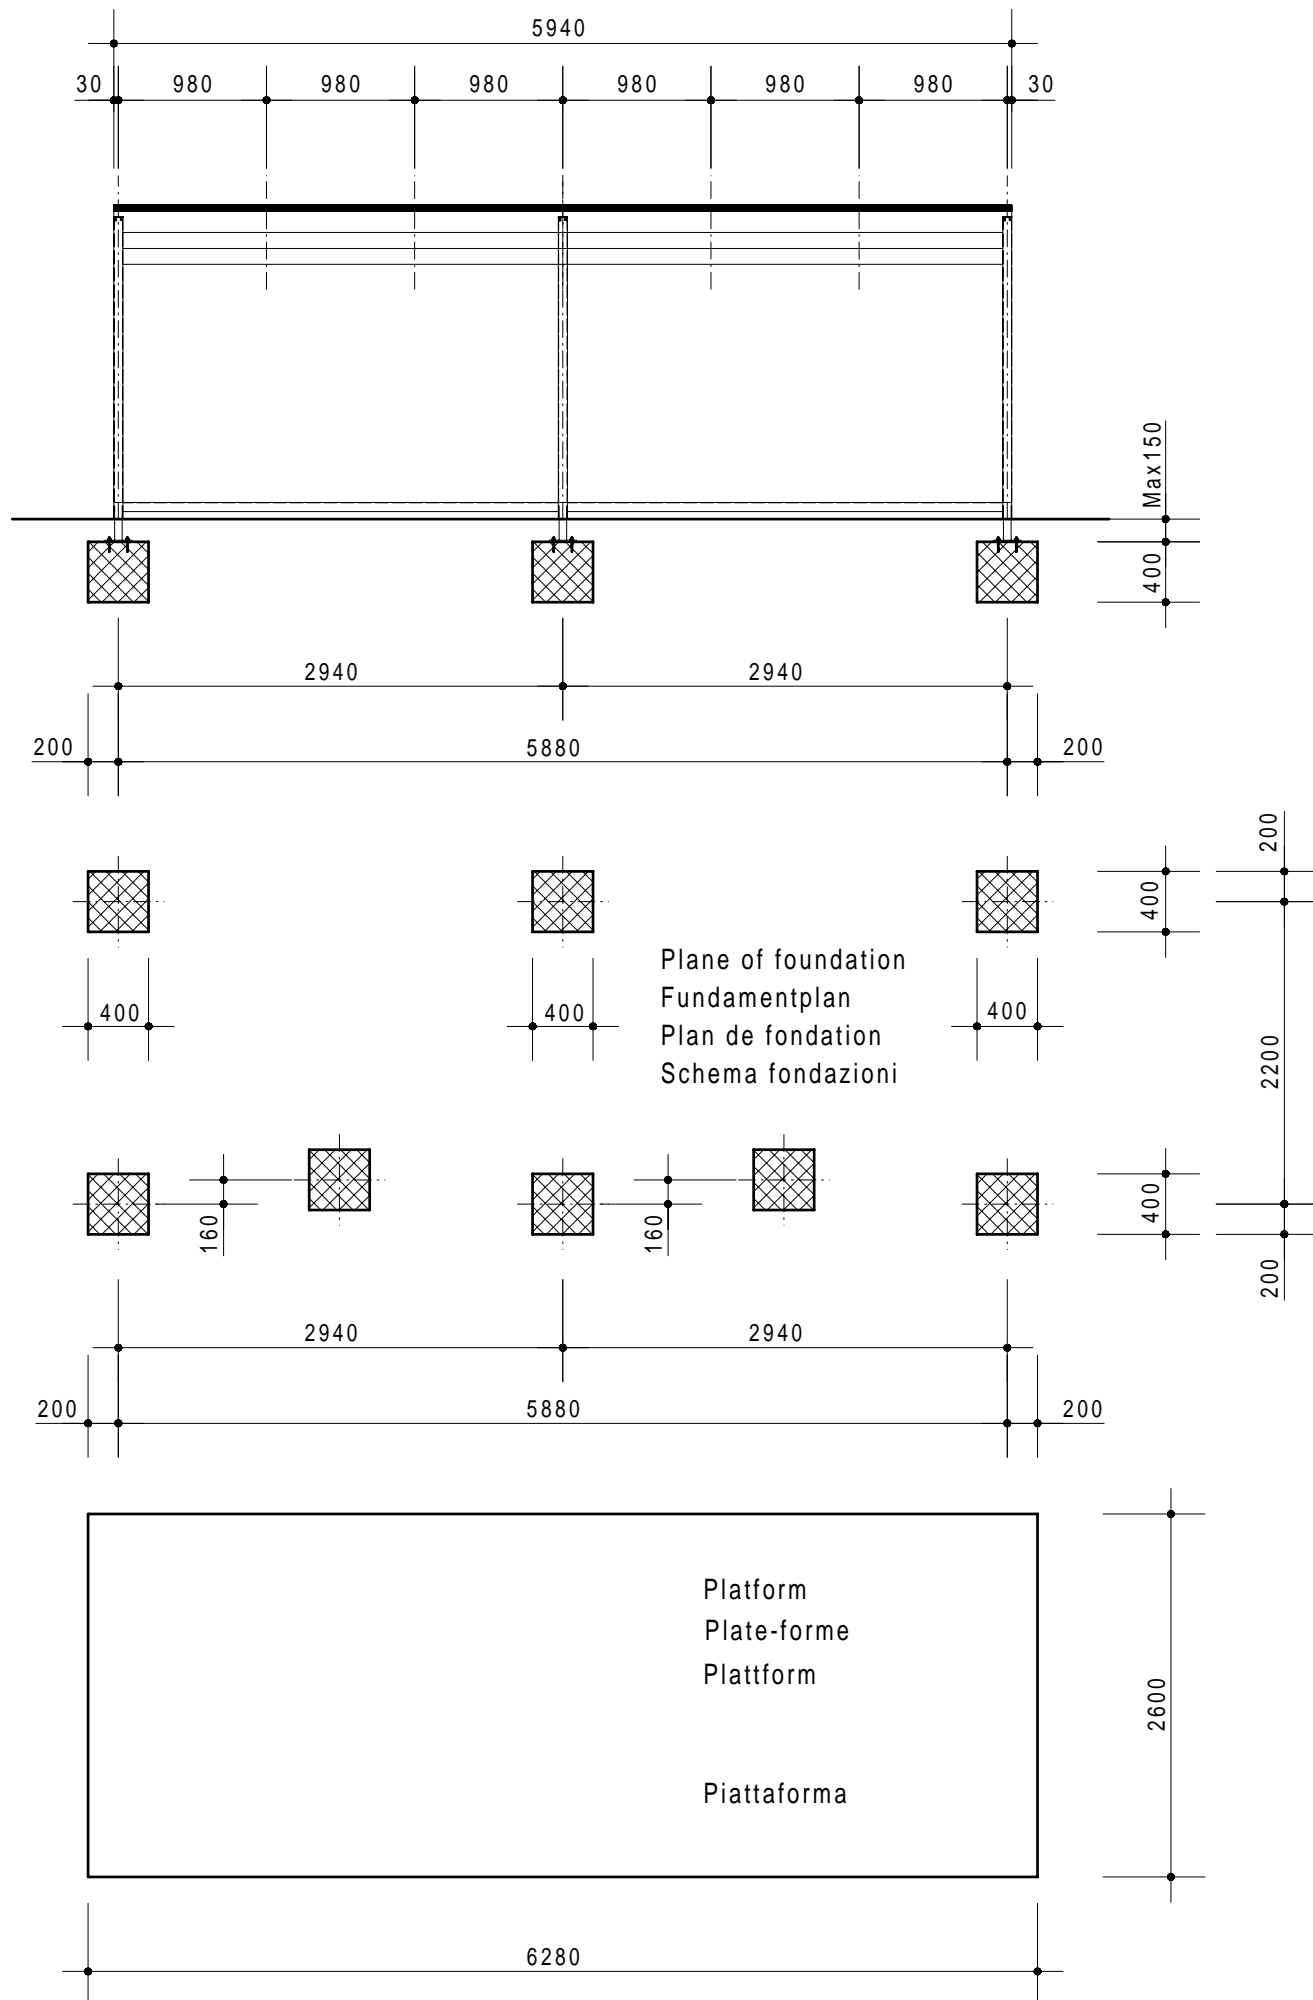 5940
30 980 980 980 980 980 980 30
Max150
400
2940 2940
200 5880 200
200
400
400 400 400
Plane of foundation
Fundamentplan
Plan de fondation
Schema fondazioni
2200
160 160
400
200
2940 2940
200 5880 200
Platform
Plate-forme
Plattform
Piattaforma
2600
6280